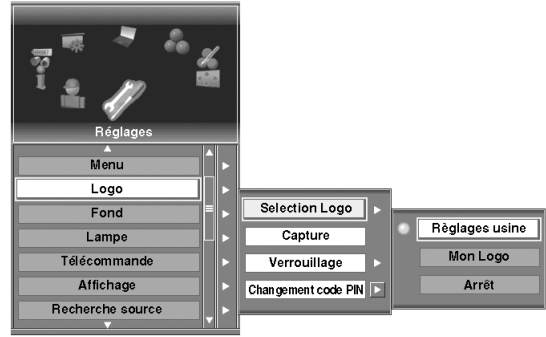 Réglages
Menu
Logo
Fond
Lampe
Télécommande
Affichage
Recherche source
Selection Logo
Capture
Verrouillage
Changement code PIN
Règlages usine
Mon Logo
Arrêt